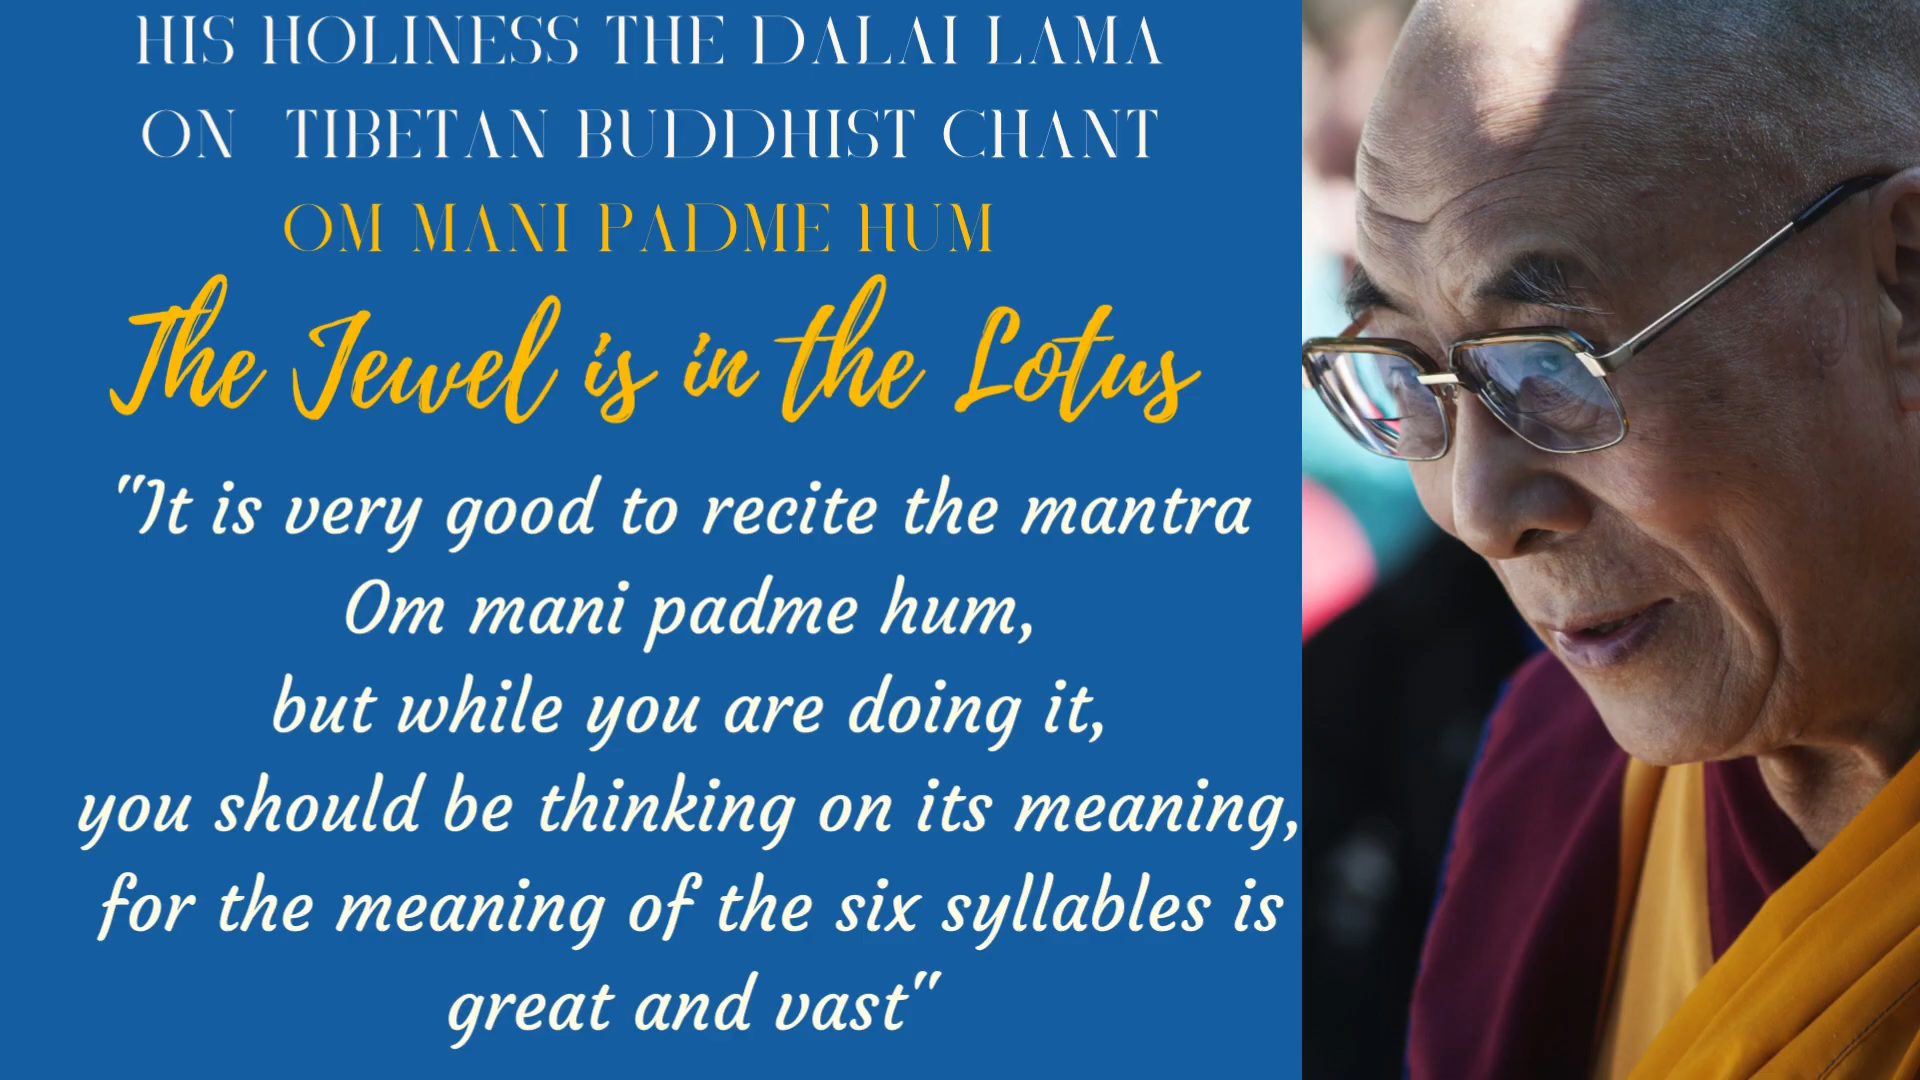 HIS HOLINESS THE DALAI LAMA
ON TIBETAN BUDDHIST CHANT
OM MANI PADME HUM
The Jewel is in the Lotus
"It is very good to recite the mantra
Om mani padme hum,
but while you are doing it,
you should be thinking on its meaning,
for the meaning of the six syllables is
great and vast"